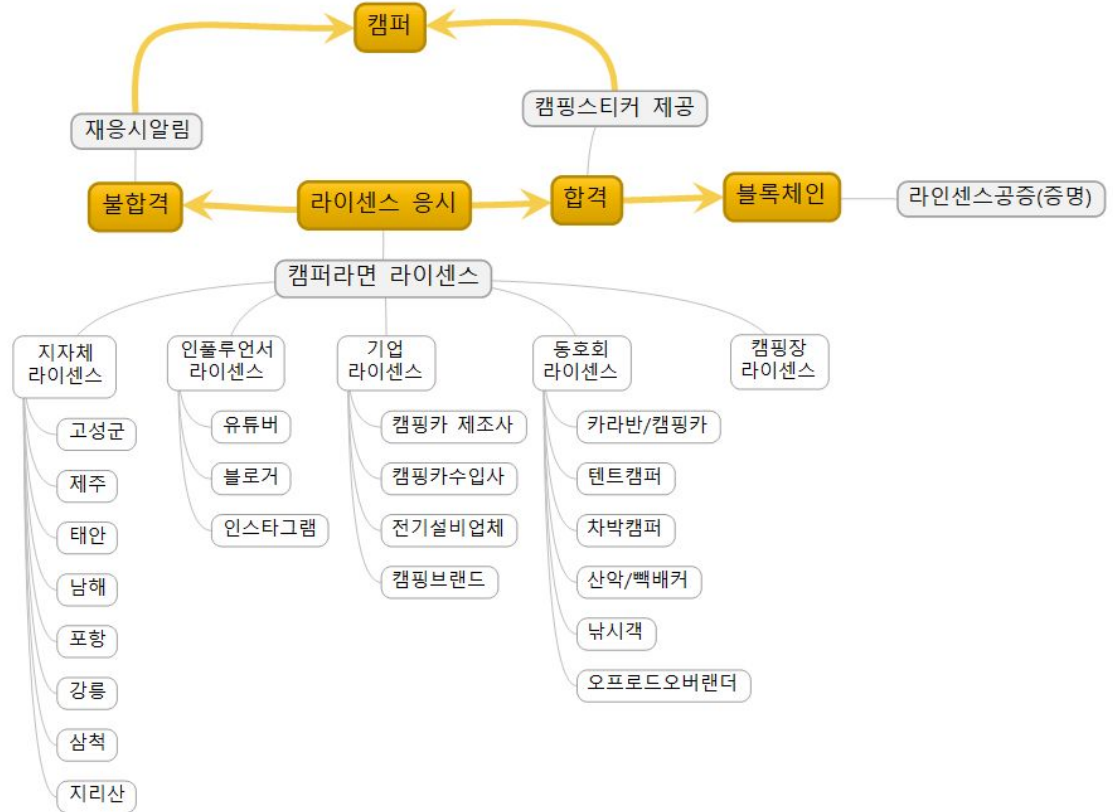 캠퍼
재응시알림
캠핑스티커 제공
불합격
라이센스 응시
합격
블록체인
라인센스공증(증명)
캠퍼라면 라이센스
지자체
라이센스
고성군
제주
태안
남해
포항
강릉
삼척
지리산
인풀루언서
라이센스
유튜버
블로거
인스타그램
기업
라이센스
캠핑카 제조사
캠핑카수입사
전기설비업체
캠핑브랜드
동호회
라이센스
카라반/캠핑카
텐트캠퍼
차박캠퍼
산악/빽배커
낚시객
오프로드오버랜더
캠핑장
라이센스